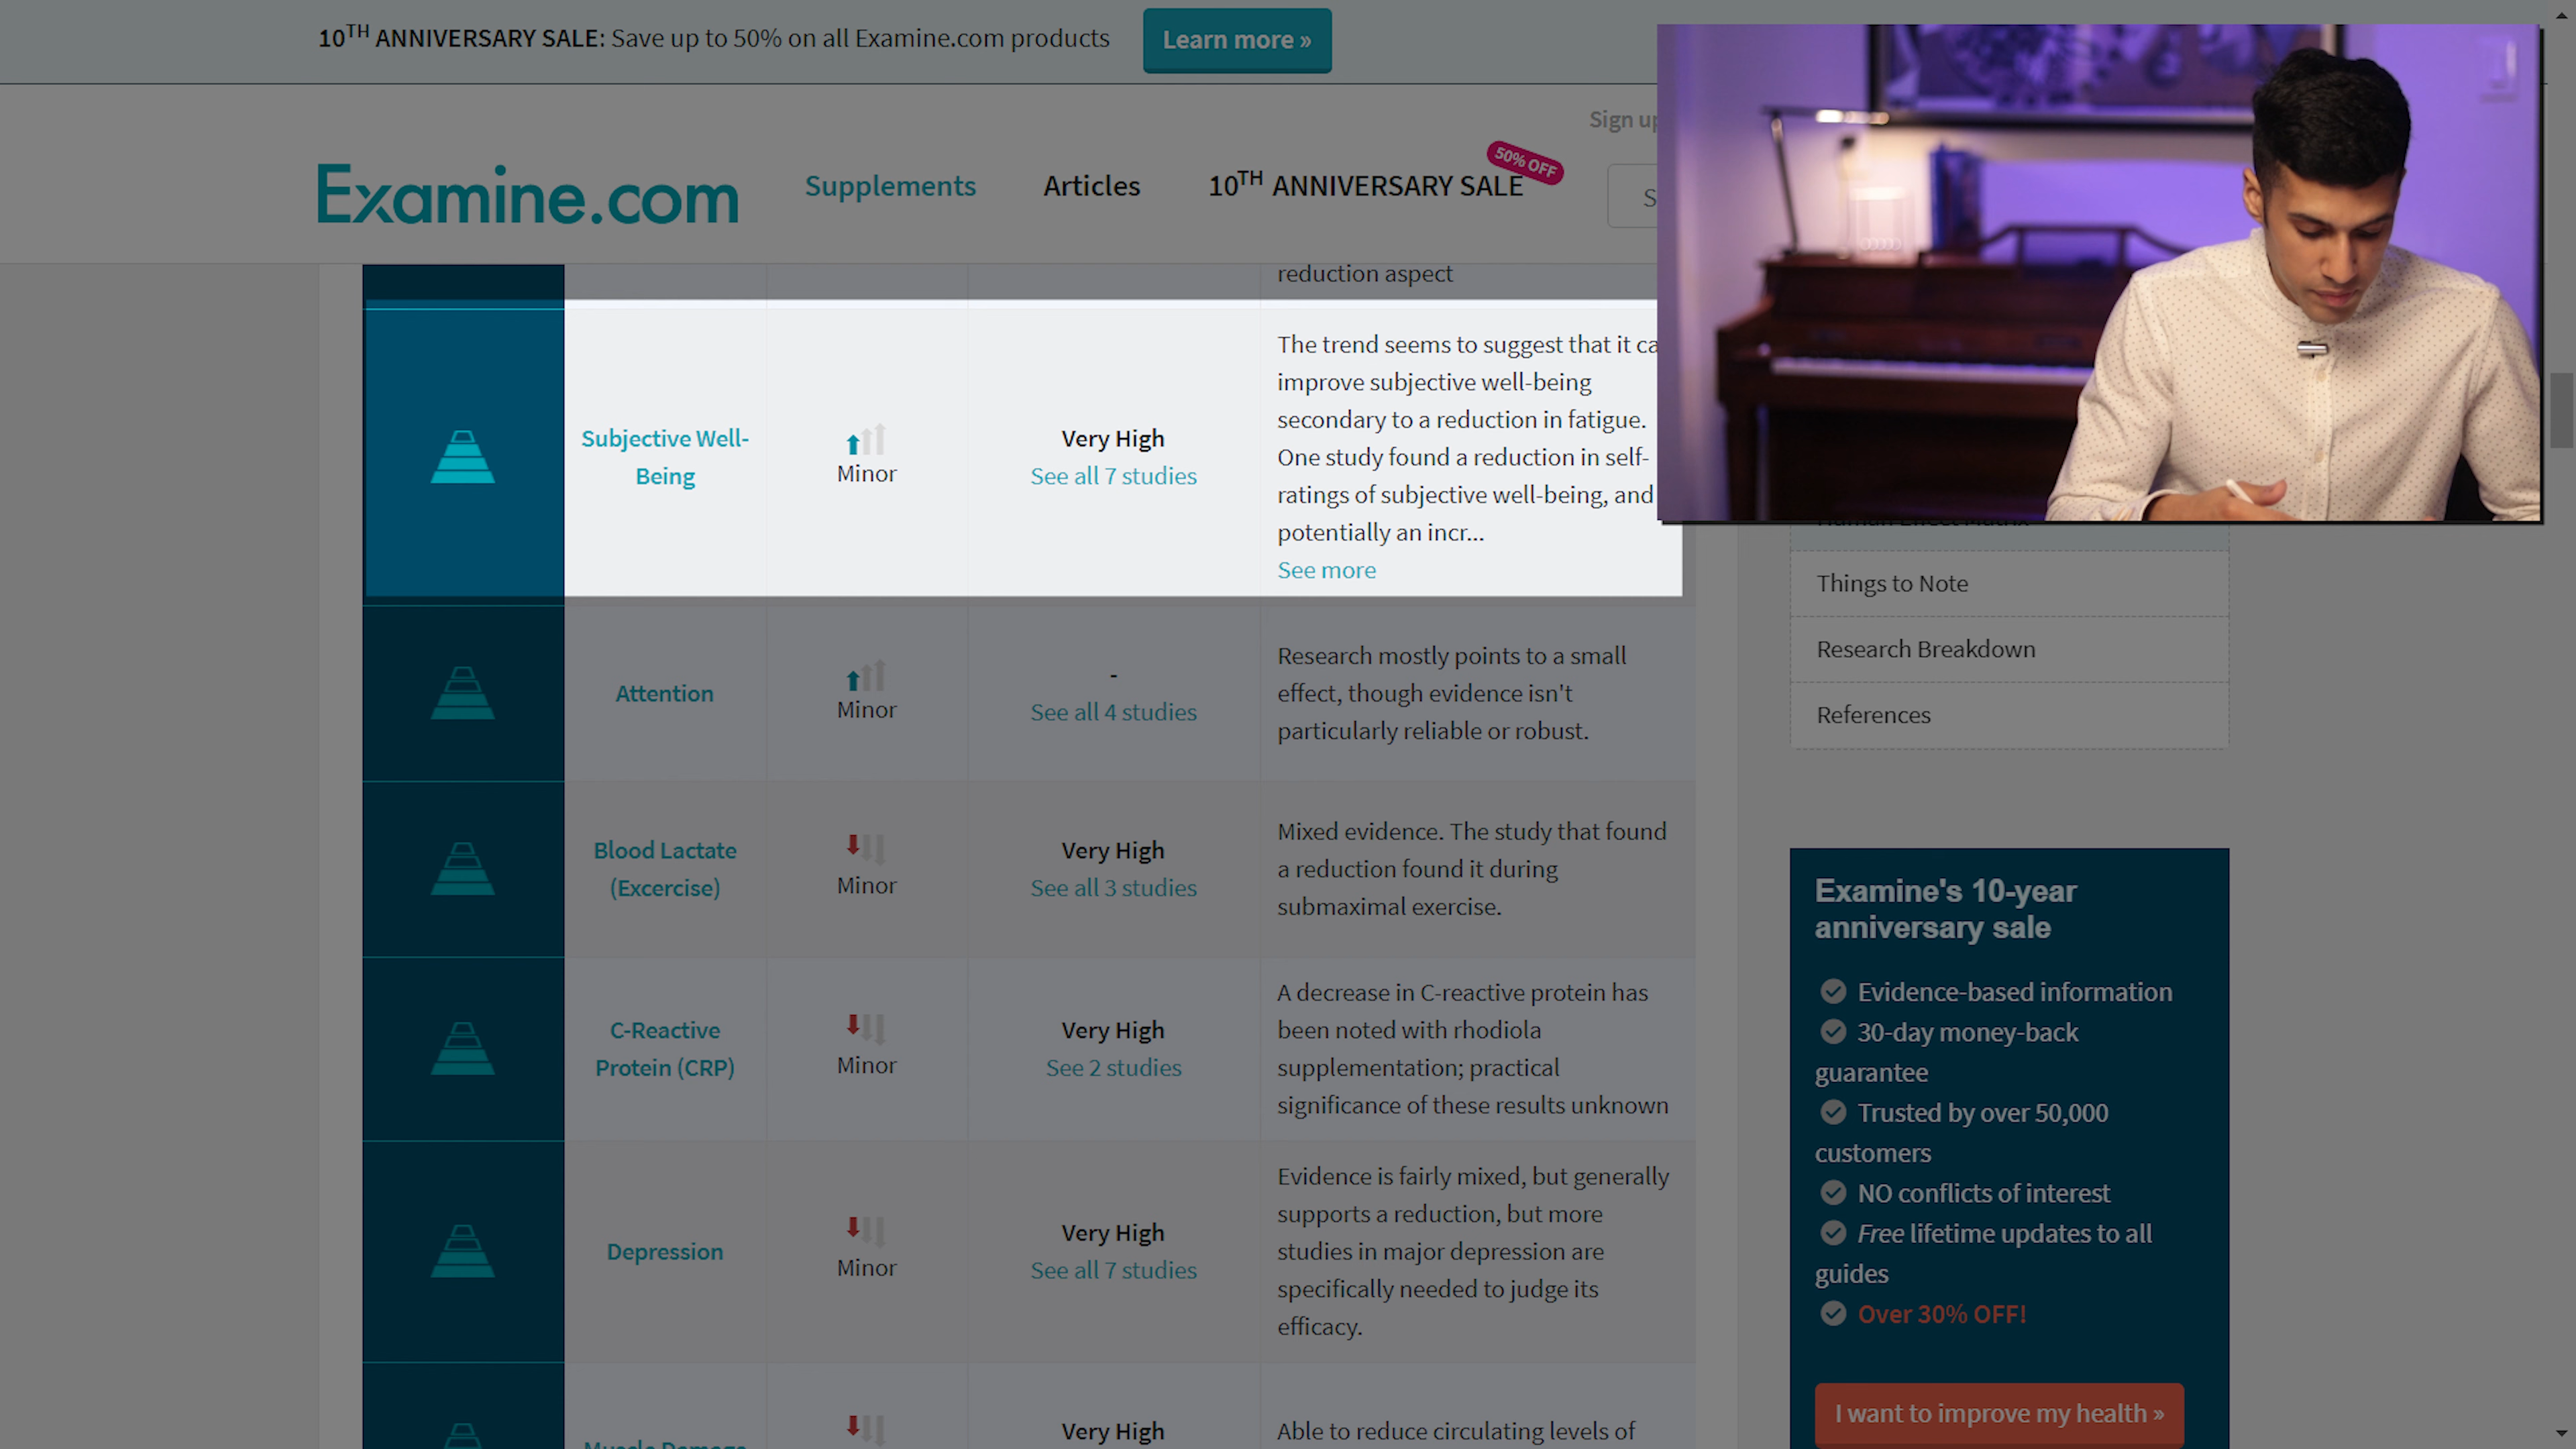 10TH ANNIVERSARY SALE: Save up to 50% on all Examine.com products
Learn more »
Sign up
Examine.com
Supplements
Articles
10TH ANNIVERSARY SALE
50% OFF
S
reduction aspect
Subjective Well-
Being
Minor
Very High
See all 7 studies
The trend seems to suggest that it ca
improve subjective well-being
secondary to a reduction in fatigue.
One study found a reduction in self-
ratings of subjective well-being, and
potentially an incr...
See more
Attention
Minor
-
See all 4 studies
Research mostly points to a small
effect, though evidence isn't
particularly reliable or robust.
Blood Lactate
(Excercise)
Minor
Very High
See all 3 studies
Mixed evidence. The study that found
a reduction found it during
submaximal exercise.
C-Reactive
Protein (CRP)
Minor
Very High
See 2 studies
A decrease in C-reactive protein has
been noted with rhodiola
supplementation; practical
significance of these results unknown
Depression
Minor
Very High
See all 7 studies
Evidence is fairly mixed, but generally
supports a reduction, but more
studies in major depression are
specifically needed to judge its
efficacy.
Muscle Damage
Very High
Able to reduce circulating levels of
Human Effect Matrix
Things to Note
Research Breakdown
References
Examine's 10-year
anniversary sale
Evidence-based information
30-day money-back
guarantee
Trusted by over 50,000
customers
NO conflicts of interest
Free lifetime updates to all
guides
Over 30% OFF!
I want to improve my health »